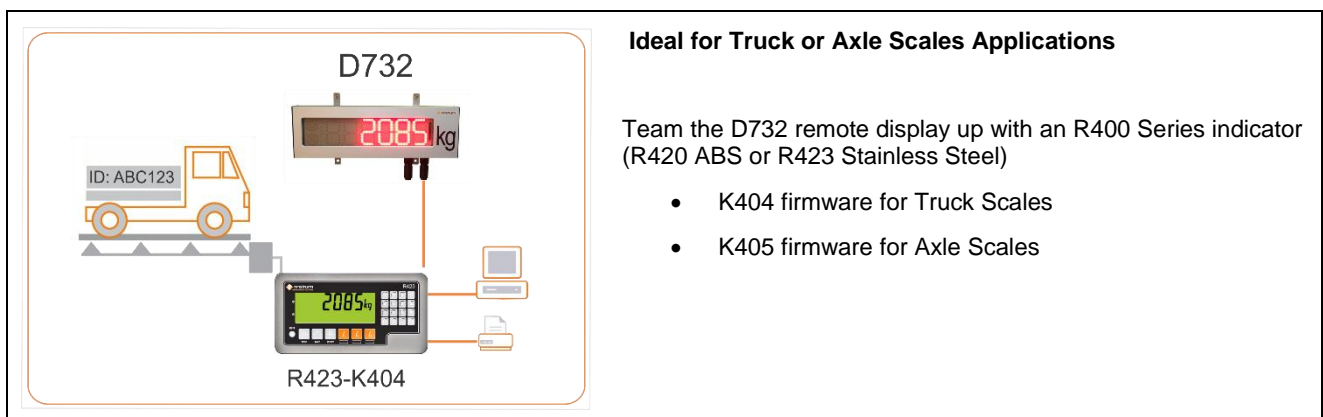 Ideal for Truck or Axle Scales Applications
D732
2085 kg
Team the D732 remote display up with an R400 Series indicator
(R420 ABS or R423 Stainless Steel)
• K404 firmware for Truck Scales
• K405 firmware for Axle Scales
ID: ABC123
R423
2085kg
R423-K404